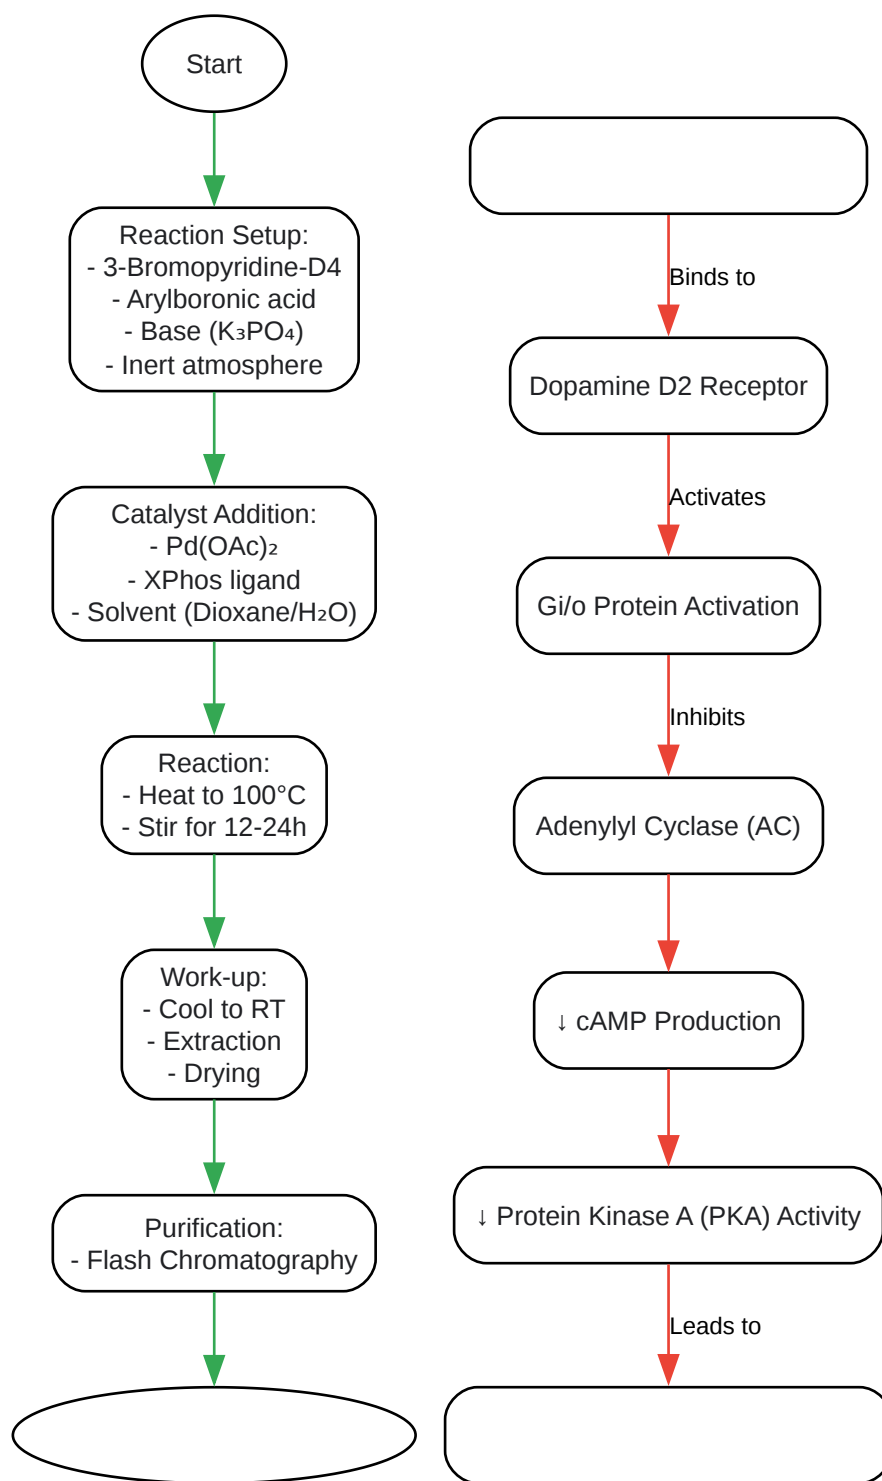 Start
Reaction Setup:
- 3-Bromopyridine-D4
- Arylboronic acid
- Base (K₃PO₄)
- Inert atmosphere
Catalyst Addition:
- Pd(OAc)₂
- XPhos ligand
- Solvent (Dioxane/H₂O)
Reaction:
- Heat to 100°C
- Stir for 12-24h
Work-up:
- Cool to RT
- Extraction
- Drying
Purification:
- Flash Chromatography
Binds to
Dopamine D2 Receptor
Activates
Gi/o Protein Activation
Inhibits
Adenylyl Cyclase (AC)
↓ cAMP Production
↓ Protein Kinase A (PKA) Activity
Leads to